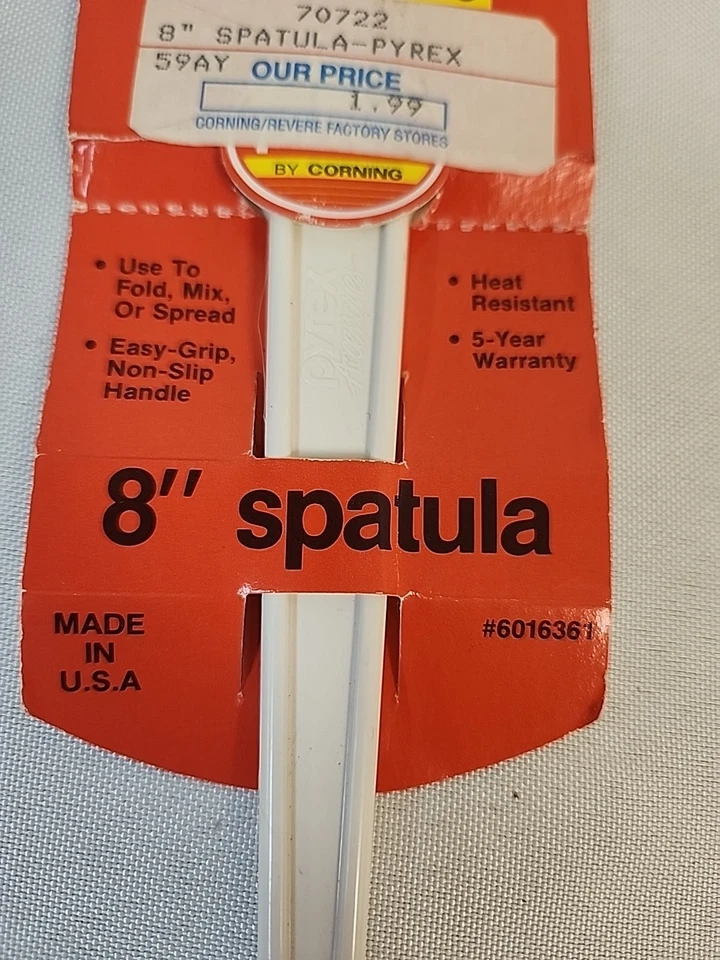 70722
8" SPATULA-PYREX
59AY OUR PRICE
1.99
CORNING/REVERE FACTORY STORES
BY CORNING
• Use To
Fold, Mix,
Or Spread
• Easy-Grip,
Non-Slip
Handle
pyrex
• Heat
Resistant
• 5-Year
Warranty
8" spatula
MADE
IN
U.S.A
#6016361